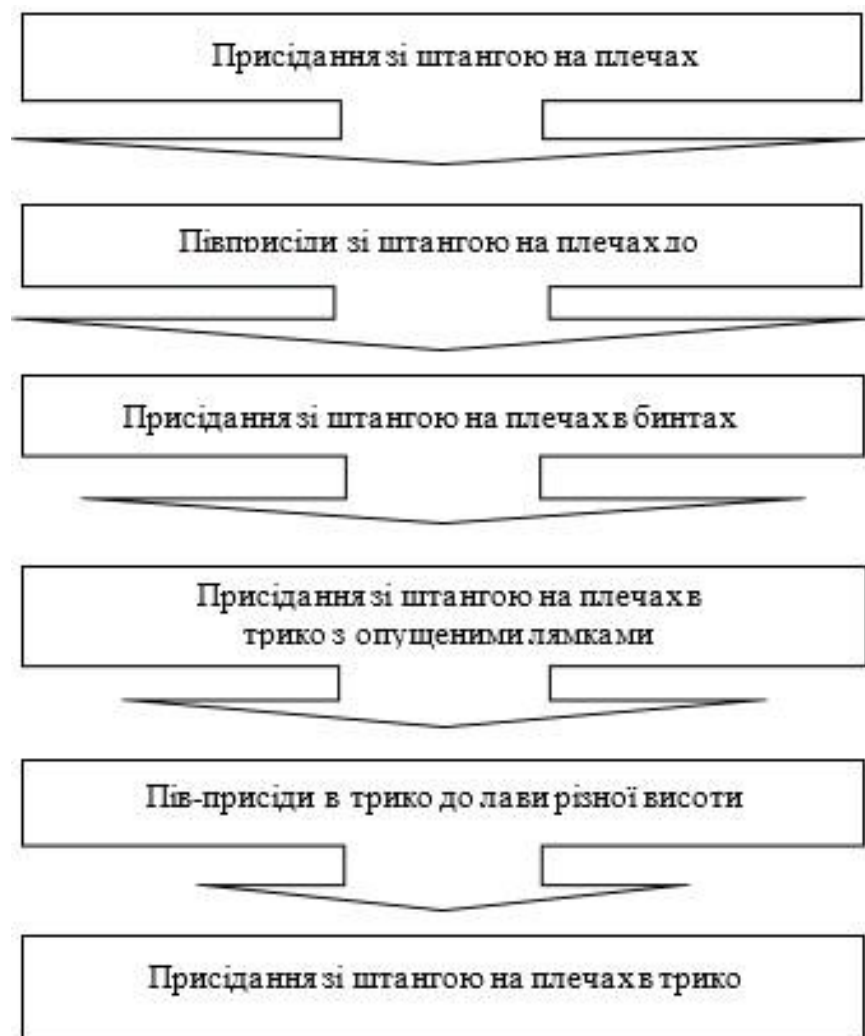 Присідання зі штангою на плечах
Півприсіди зі штангою на плечах до
Присідання зі штангою на плечах в бинтах
Присідання зі штангою на плечах в
трико з опущеними лямками
Пів-присіди в трико до лави різної висоти
Присідання зі штангою на плечах в трико